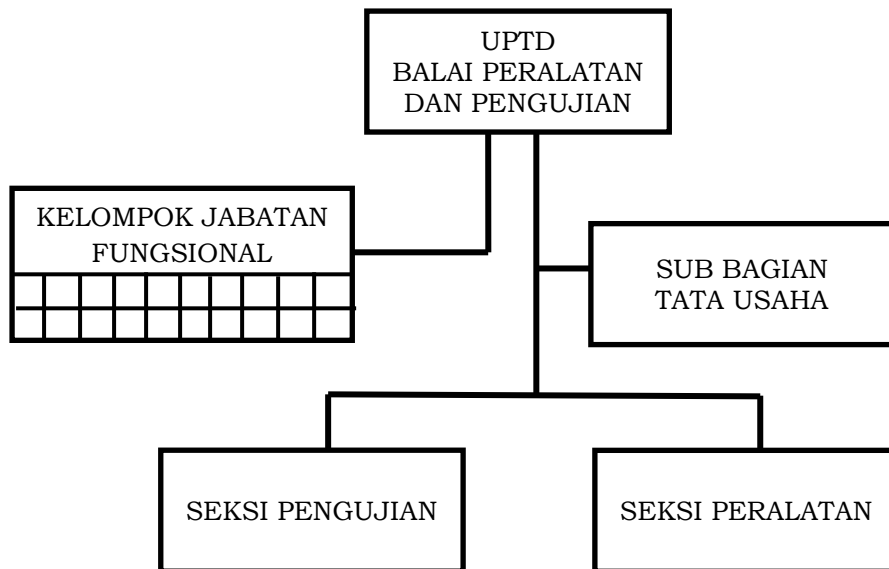 UPTD
BALAI PERALATAN
DAN PENGUJIAN
KELOMPOK JABATAN
FUNGSIONAL
SUB BAGIAN
TATA USAHA
SEKSI PENGUJIAN
SEKSI PERALATAN